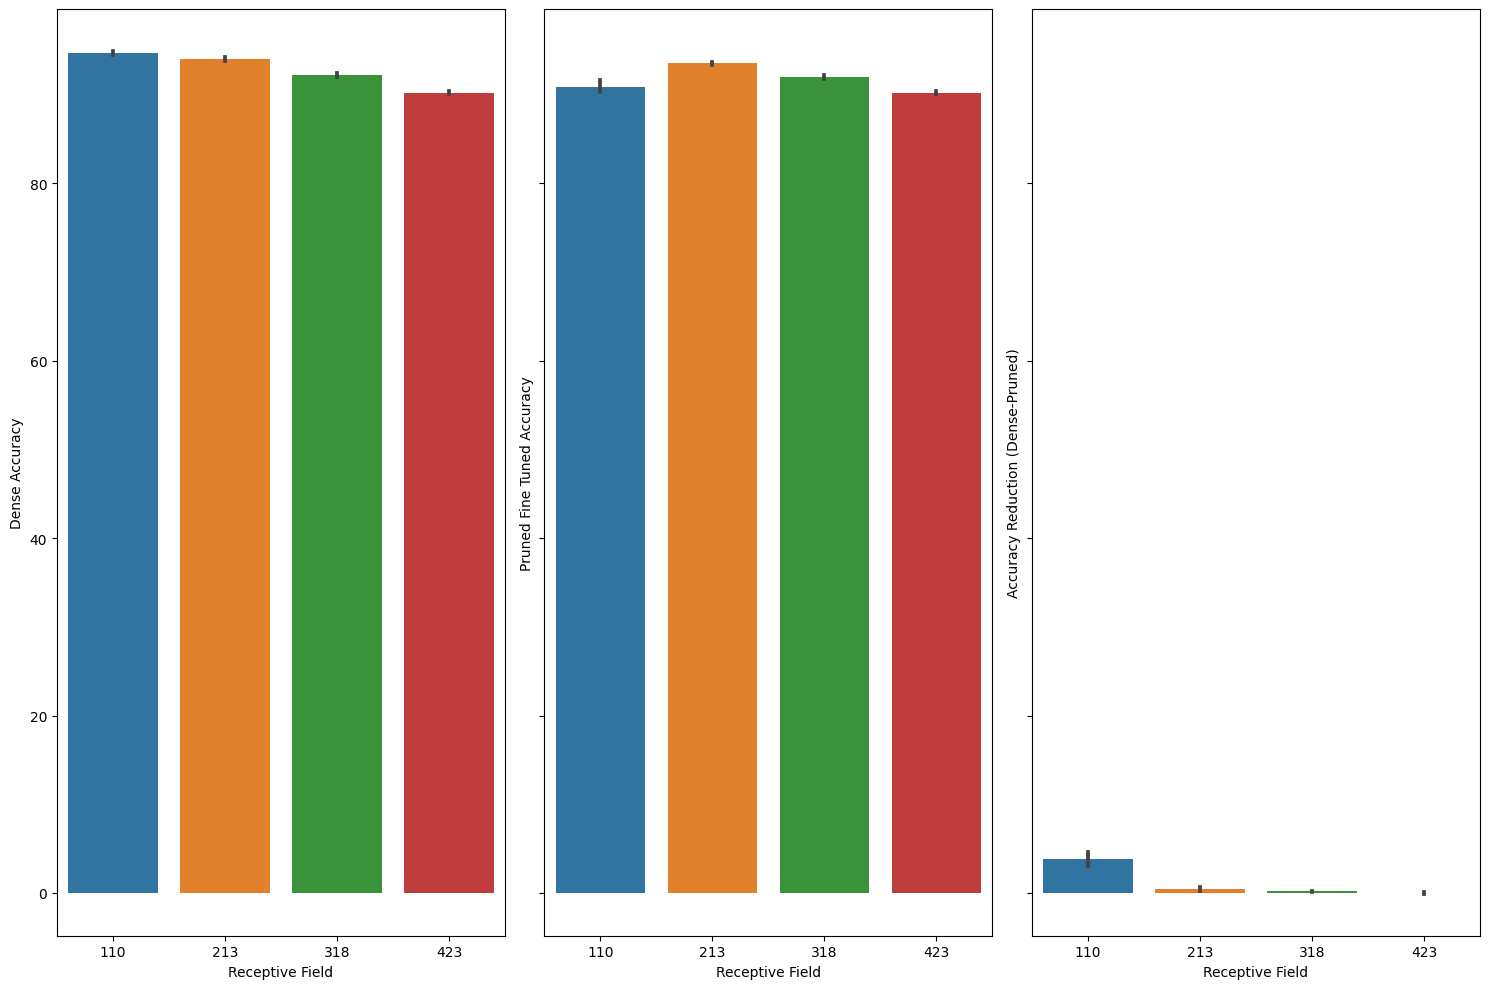 Dense Accuracy
80
60
40
20
0
110 213 318 423
Receptive Field
Pruned Fine Tuned Accuracy
110 213 318 423
Receptive Field
Accuracy Reduction (Dense-Pruned)
110 213 318 423
Receptive Field